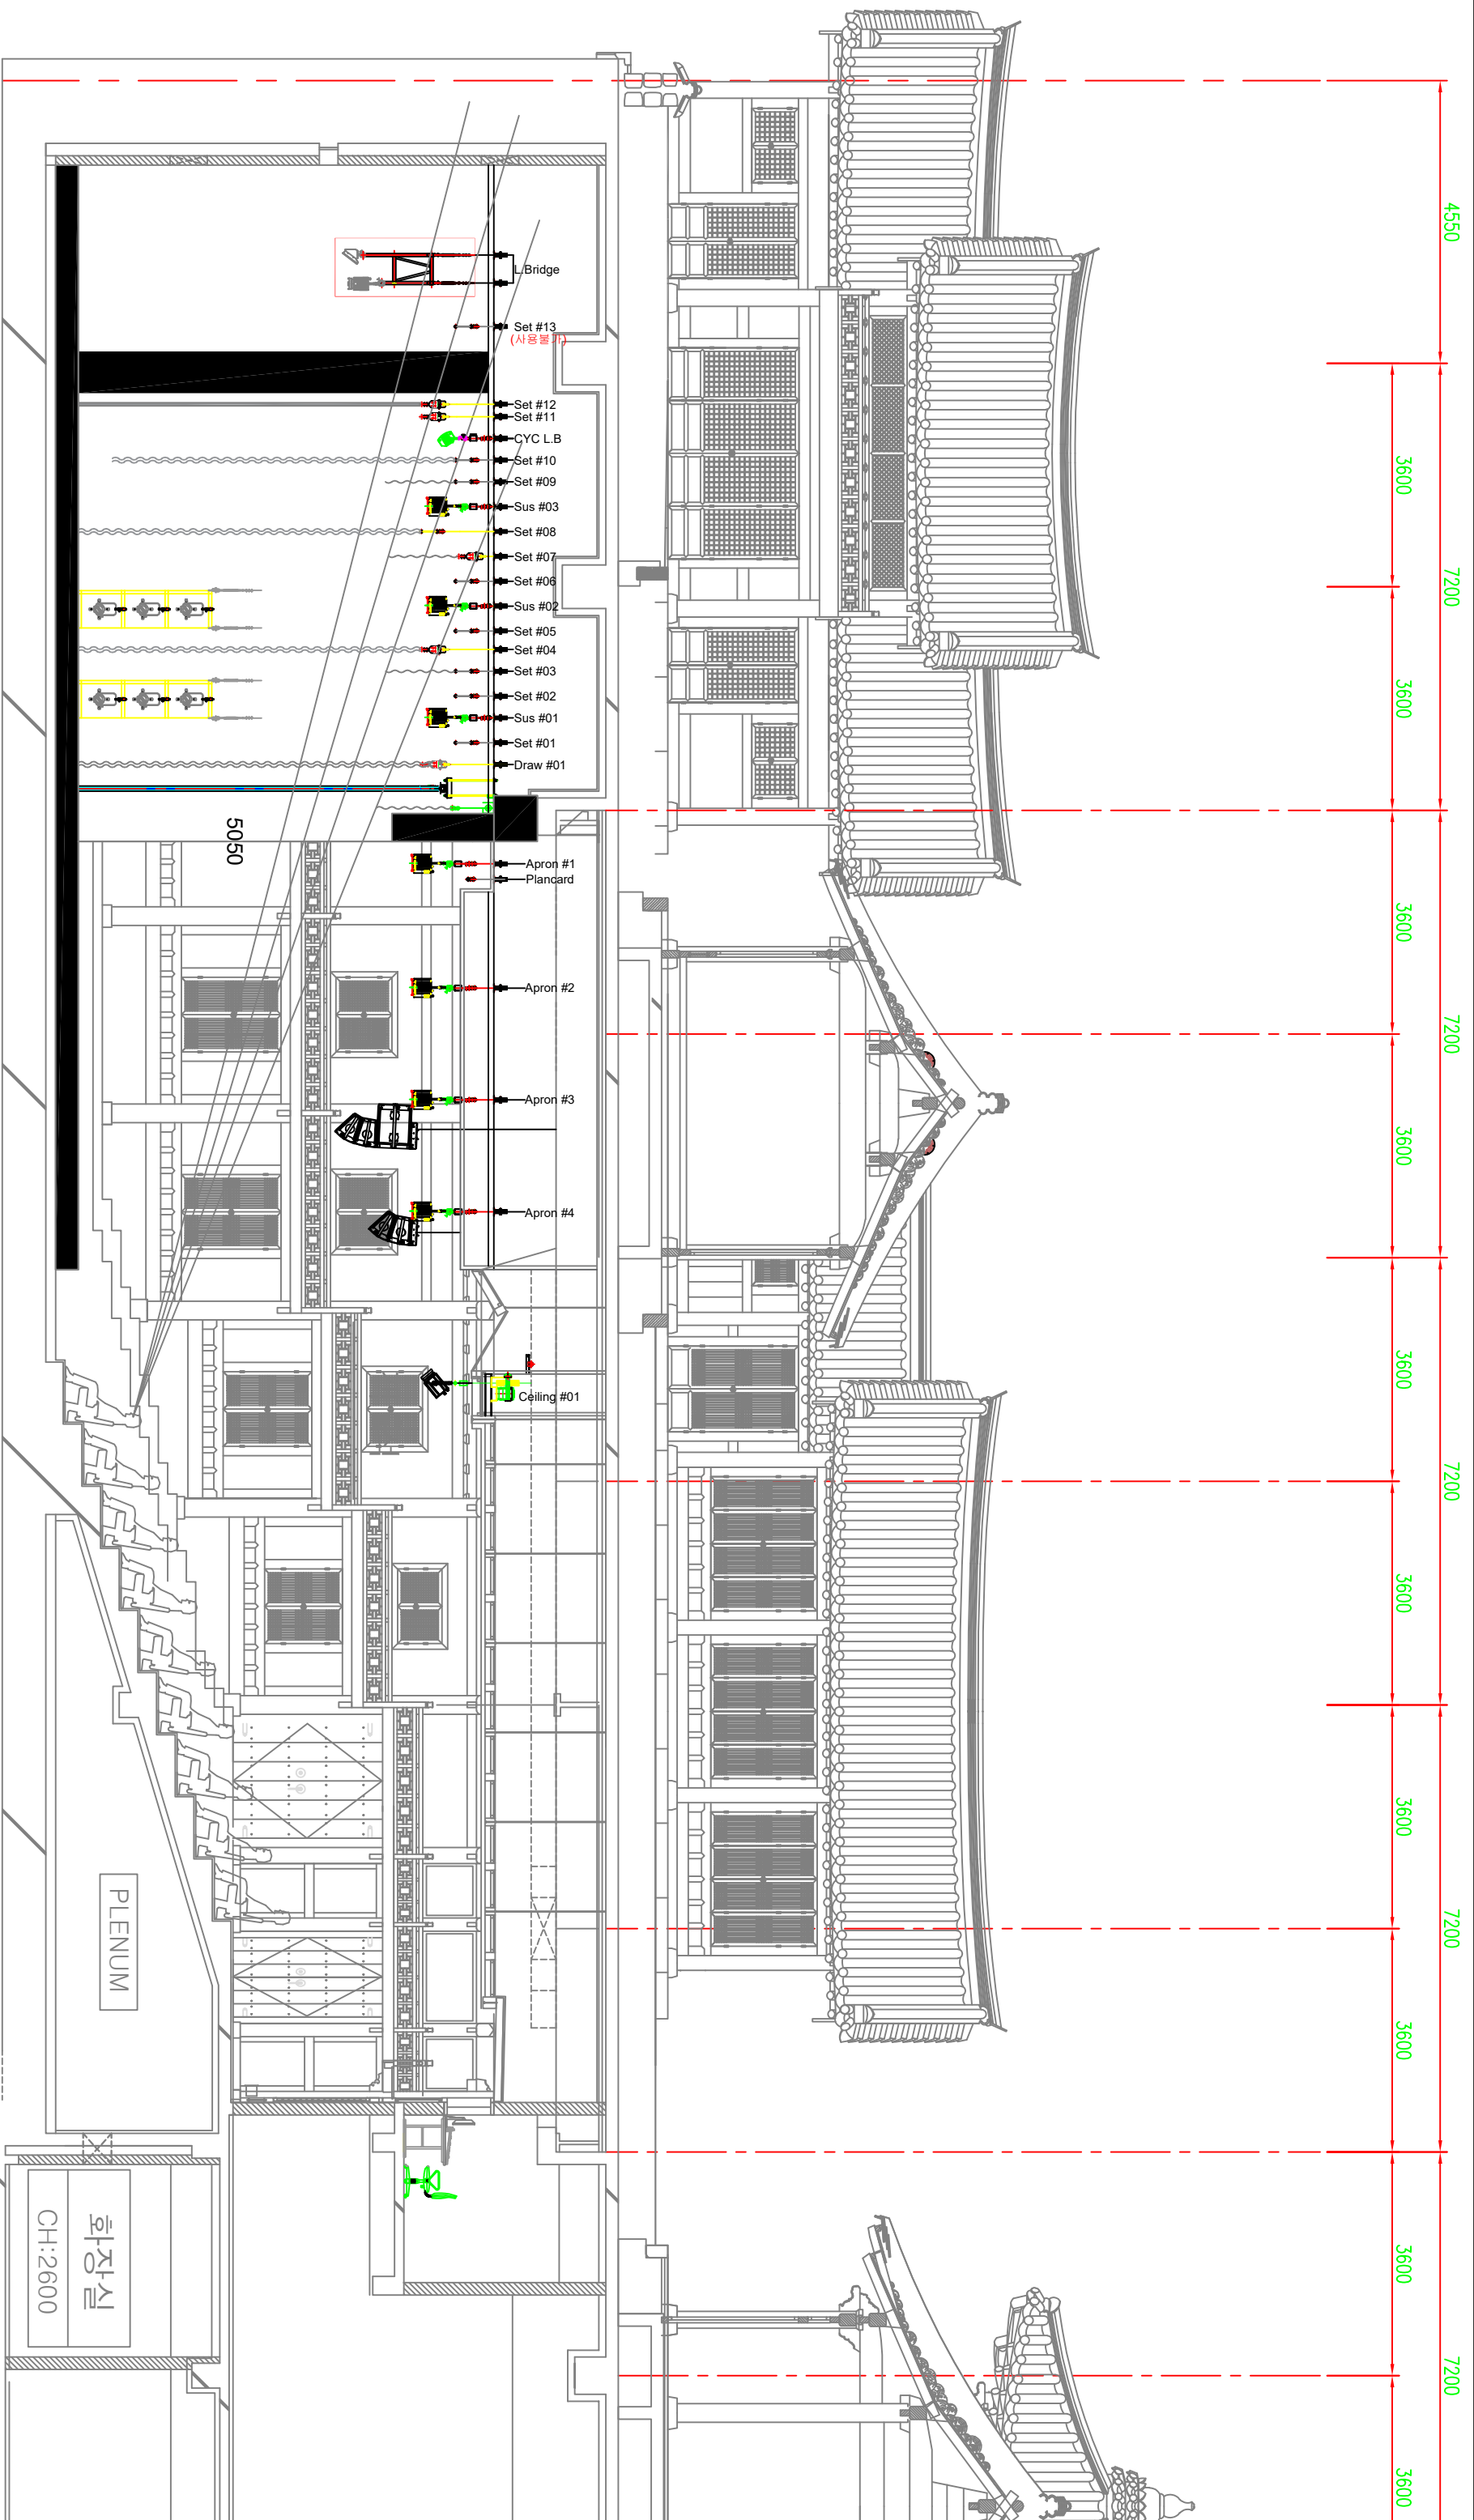 L.Bridge
Set #13
(사용불가)
Set #12
Set #11
CYC L.B
Set #10
Set #09
Sus #03
Set #08
Set #07
Set #06
Sus #02
Set #05
Set #04
Set #03
Set #02
Sus #01
Set #01
Draw #01
5050
Apron #1
Plancard
Apron #2
Apron #3
Apron #4
Ceiling #01
PLENUM
화장실
CH:2600
4550
7200
7200
7200
7200
7200
3600
3600
3600
3600
3600
3600
3600
3600
3600
3600